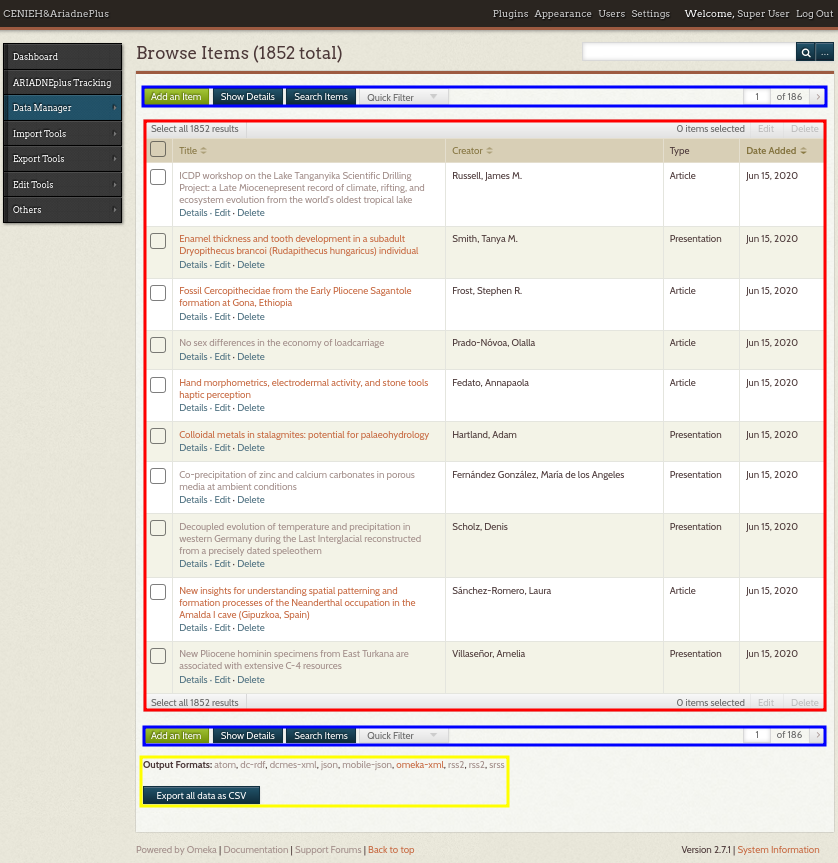 CENIEH&AriadnePlus
Plugins Appearance Users Settings Welcome, Super User Log Out
Dashboard
ARIADNEplus Tracking
Data Manager
Import Tools
Export Tools
Edit Tools
Others
Browse Items (1852 total)
...
Add an Item Show Details Search Items Quick Filter 1 of 186
Select all 1852 results 0 items selected Edit Delete
Title Creator Type Date Added
ICDP workshop on the Lake Tanganyika Scientific Drilling Russell, James M. Article Jun 15, 2020
Project: a Late Miocenepresent record of climate, rifting, and
ecosystem evolution from the world's oldest tropical lake
Details · Edit · Delete
Enamel thickness and tooth development in a subadult Smith, Tanya M. Presentation Jun 15, 2020
Dryopithecus brancoi (Rudapithecus hungaricus) individual
Details · Edit · Delete
Fossil Cercopithecidae from the Early Pliocene Sagantole Frost, Stephen R. Article Jun 15, 2020
formation at Gona, Ethiopia
Details · Edit · Delete
No sex differences in the economy of loadcarriage Prado-Nóvoa, Olalla Article Jun 15, 2020
Details · Edit · Delete
Hand morphometrics, electrodermal activity, and stone tools Fedato, Annapaola Article Jun 15, 2020
haptic perception
Details · Edit · Delete
Colloidal metals in stalagmites: potential for palaeohydrology Hartland, Adam Presentation Jun 15, 2020
Details · Edit · Delete
Co-precipitation of zinc and calcium carbonates in porous Fernández González, María de los Angeles Presentation Jun 15, 2020
media at ambient conditions
Details · Edit · Delete
Decoupled evolution of temperature and precipitation in Scholz, Denis Presentation Jun 15, 2020
western Germany during the Last Interglacial reconstructed
from a precisely dated speleothem
Details · Edit · Delete
New insights for understanding spatial patterning and Sánchez-Romero, Laura Article Jun 15, 2020
formation processes of the Neanderthal occupation in the
Amalda I cave (Gipuzkoa, Spain)
Details · Edit · Delete
New Pliocene hominin specimens from East Turkana are Villaseñor, Amelia Presentation Jun 15, 2020
associated with extensive C-4 resources
Details · Edit · Delete
Select all 1852 results 0 items selected Edit Delete
Add an Item Show Details Search Items Quick Filter 1 of 186
Output Formats: atom, dc-rdf, dcmes-xml, json, mobile-json, omeka-xml, rss2, rss2, srss
Export all data as CSV
Powered by Omeka | Documentation | Support Forums | Back to top Version 2.7.1 | System Information